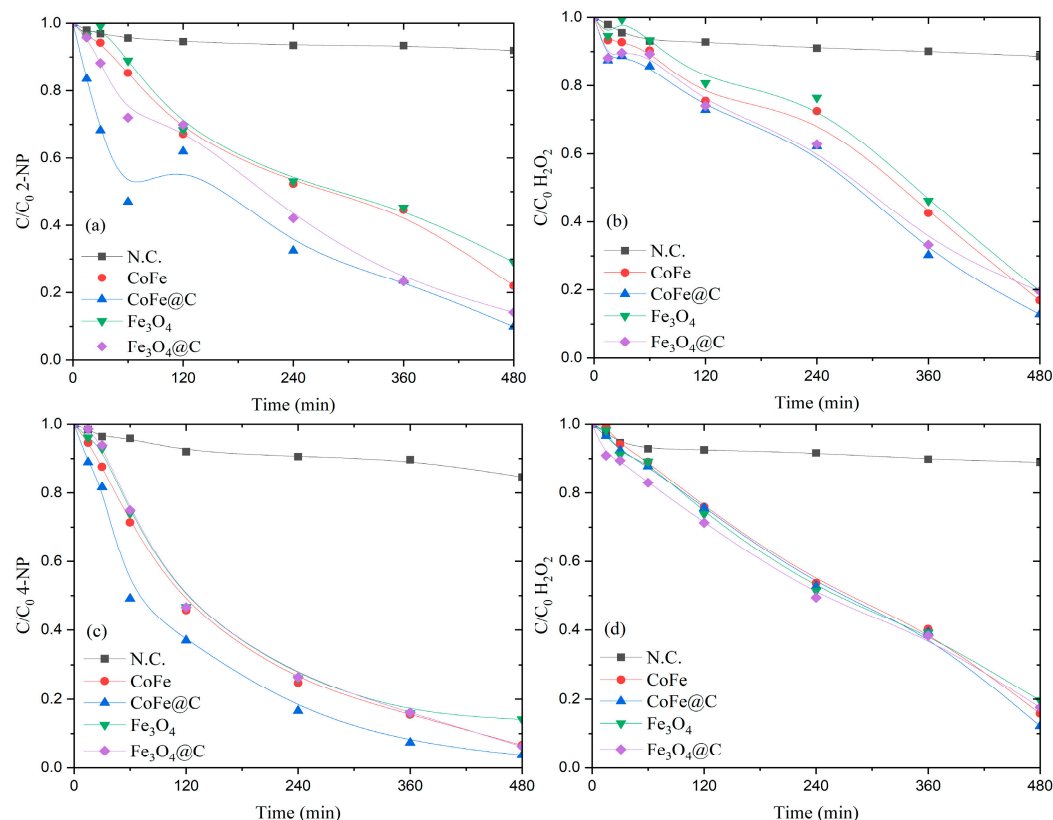 C/C₀ 2-NP
1.0
0.8
0.6
0.4
0.2
0.0
(a)
N.C.
CoFe
CoFe@C
Fe₃O₄
Fe₃O₄@C
0 120 240 360 480
Time (min)
C/C₀ H₂O₂
1.0
0.8
0.6
0.4
0.2
0.0
(b)
N.C.
CoFe
CoFe@C
Fe₃O₄
Fe₃O₄@C
0 120 240 360 480
Time (min)
C/C₀ 4-NP
1.0
0.8
0.6
0.4
0.2
0.0
(c)
N.C.
CoFe
CoFe@C
Fe₃O₄
Fe₃O₄@C
0 120 240 360 480
Time (min)
C/C₀ H₂O₂
1.0
0.8
0.6
0.4
0.2
0.0
(d)
N.C.
CoFe
CoFe@C
Fe₃O₄
Fe₃O₄@C
0 120 240 360 480
Time (min)